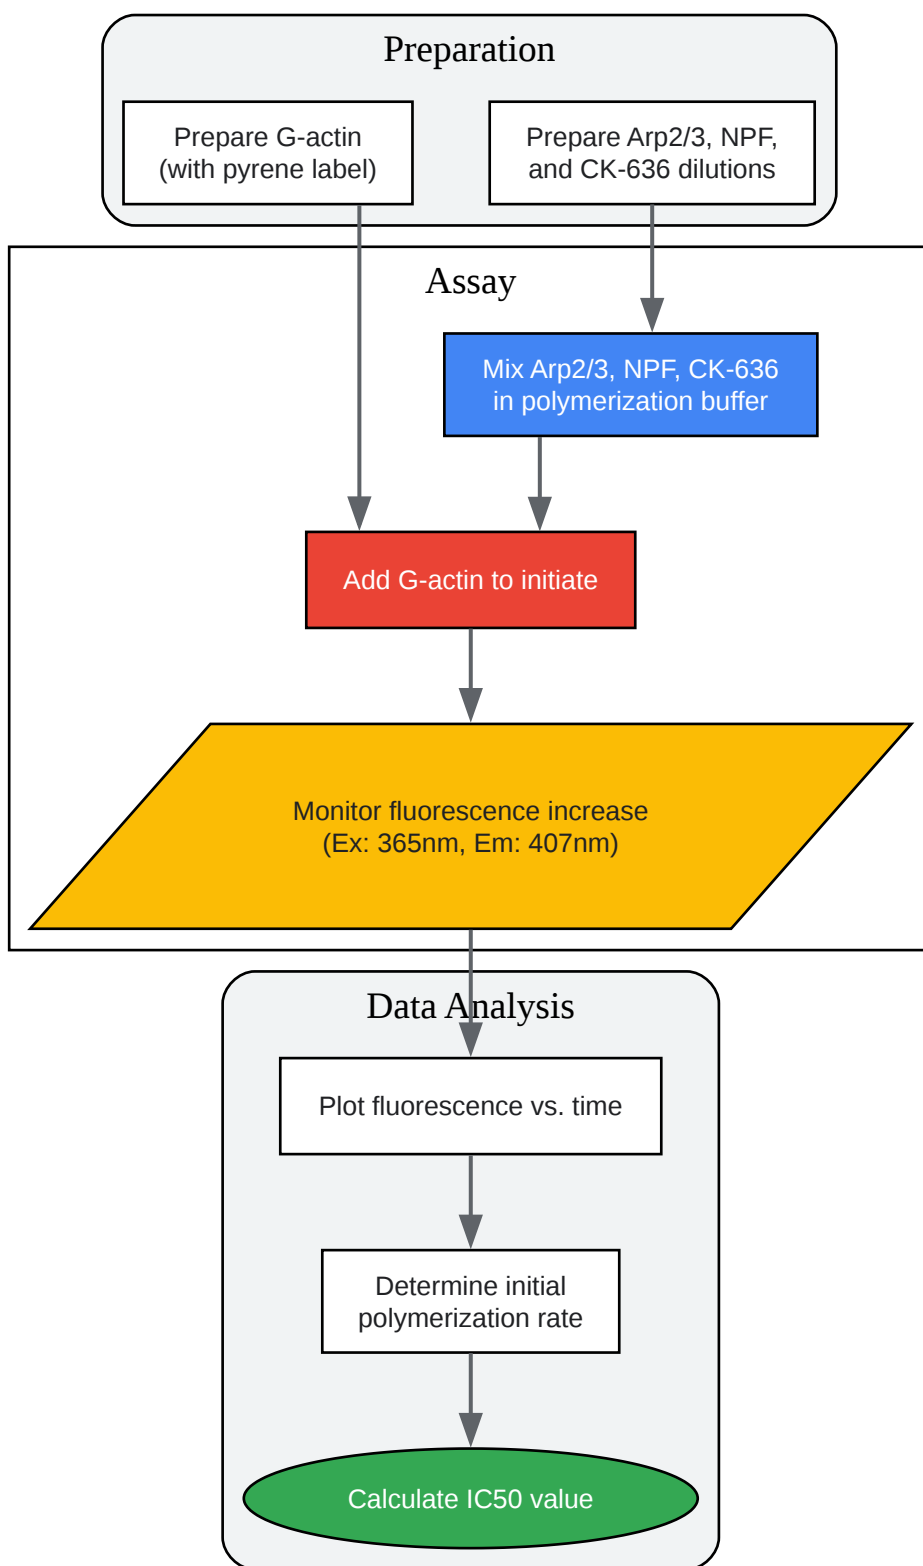 Preparation
Prepare G-actin
(with pyrene label)
Prepare Arp2/3, NPF,
and CK-636 dilutions
Assay
Mix Arp2/3, NPF, CK-636
in polymerization buffer
Add G-actin to initiate
Monitor fluorescence increase
(Ex: 365nm, Em: 407nm)
Data Analysis
Plot fluorescence vs. time
Determine initial
polymerization rate
Calculate IC50 value